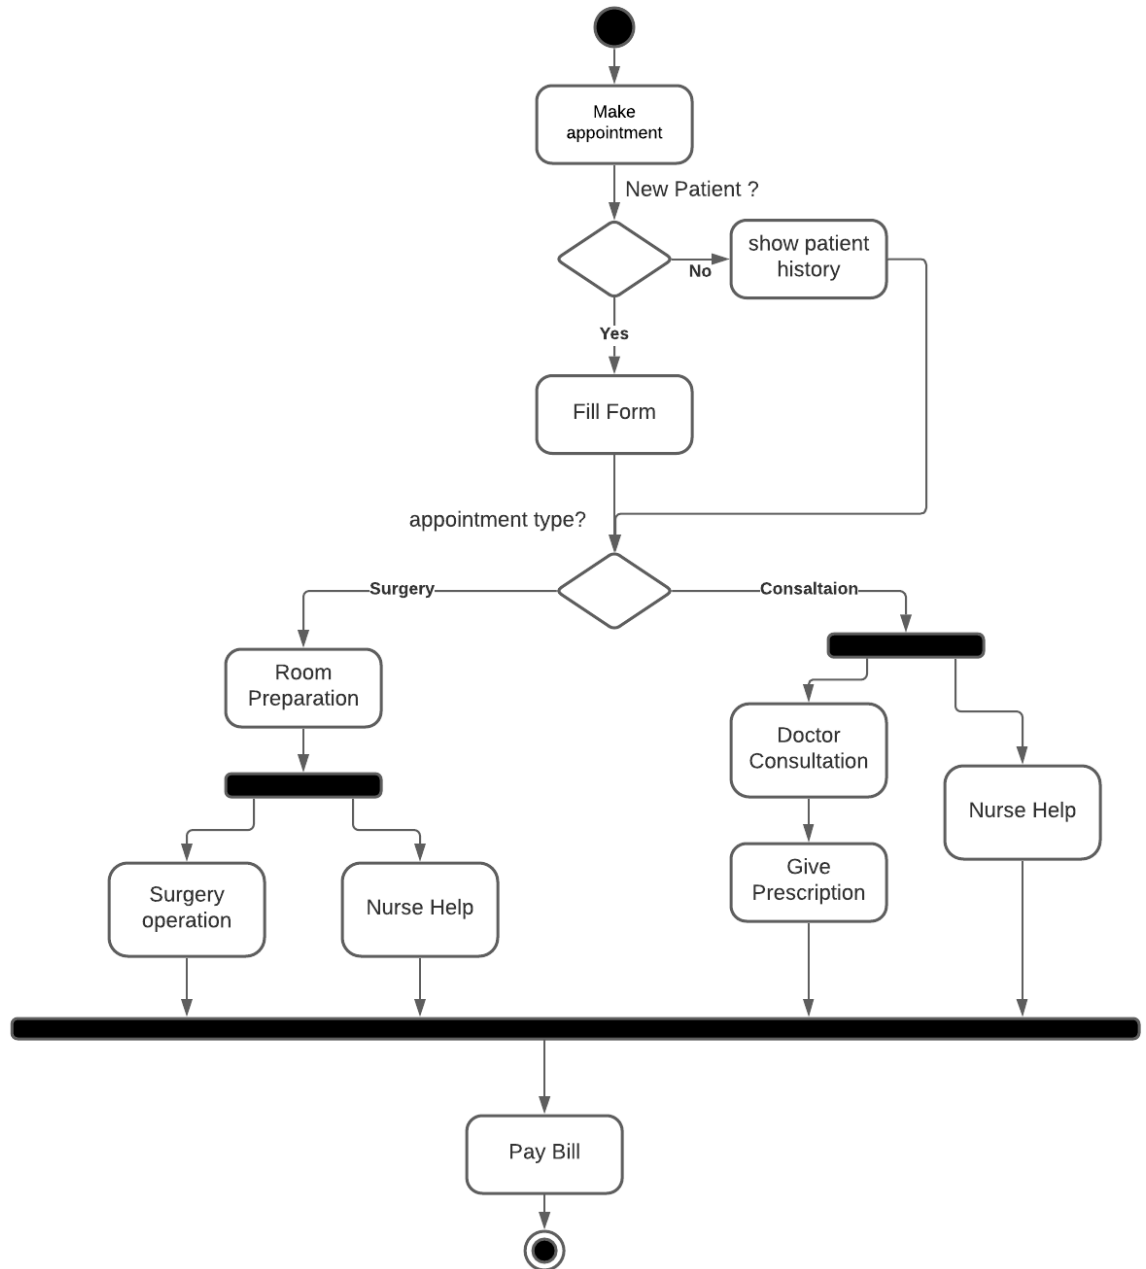 Make
appointment
New Patient ?
No
show patient
history
Yes
Fill Form
appointment type?
Surgery
Consaltaion
Room
Preparation
Doctor
Consultation
Nurse Help
Give
Prescription
Surgery
operation
Nurse Help
Pay Bill